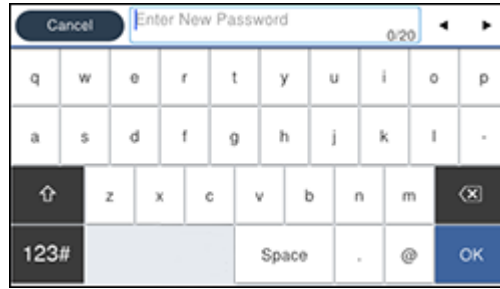 Cancel Enter New Password 0/20
q w e r t y u i o p
a s d f g h j k l -
z x c v b n m
123# Space . @ OK